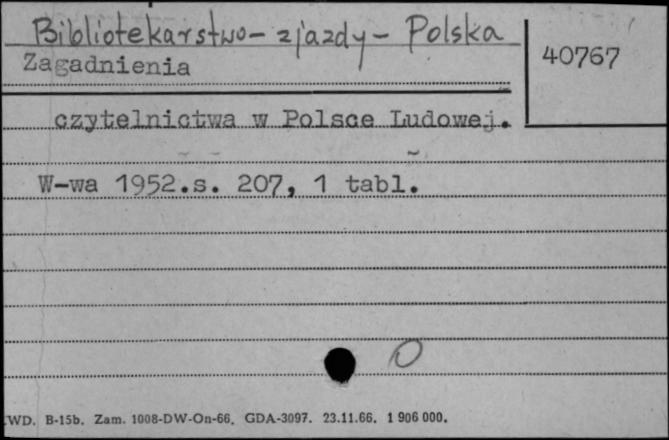 Bibliotekarstwo - zjazdy - Polska
40767
Zagadnienia
czytelnictwa w Polsce Ludowej.
W-wa 1952.s. 207, 1 tabl.
O
WD. B-15b. Zam. 1008-DW-On-66. GDA-3097. 23.11.66. 1 906 000.